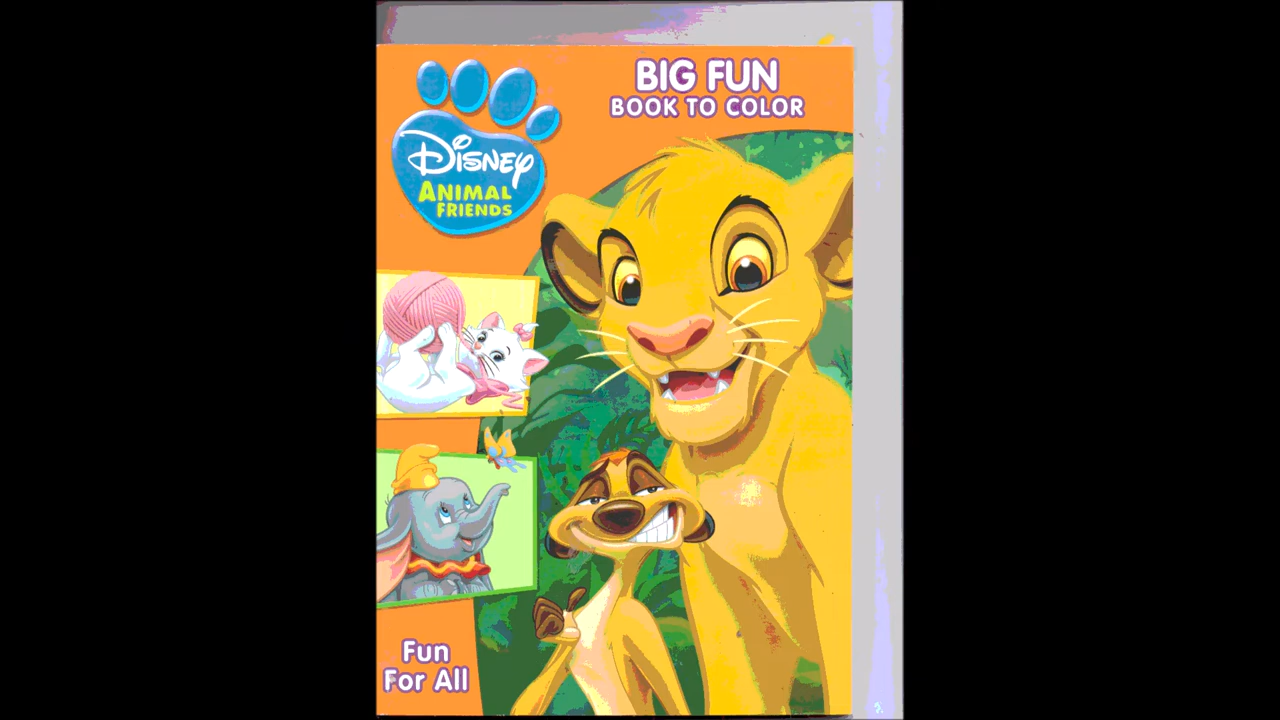 BIG FUN
BOOK TO COLOR
Disney
ANIMAL
FRIENDS
Fun
For All